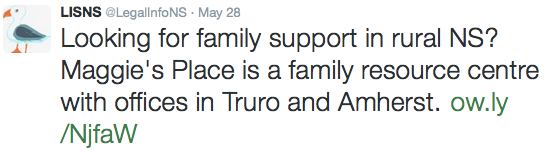 LISNS @LegalInfoNS · May 28
Looking for family support in rural NS?
Maggie's Place is a family resource centre
with offices in Truro and Amherst. ow.ly
/NjfaW